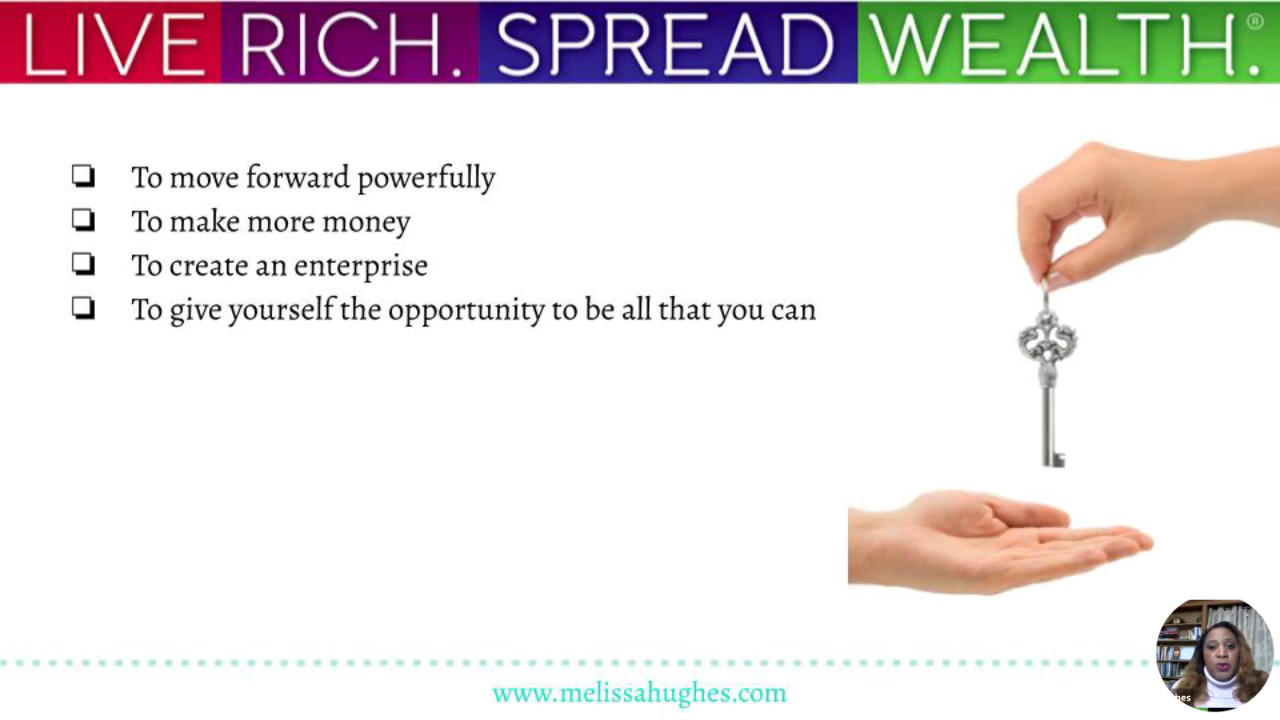 LIVE RICH. SPREAD WEALTH.®
To move forward powerfully
To make more money
To create an enterprise
To give yourself the opportunity to be all that you can
www.melissahughes.com
hes